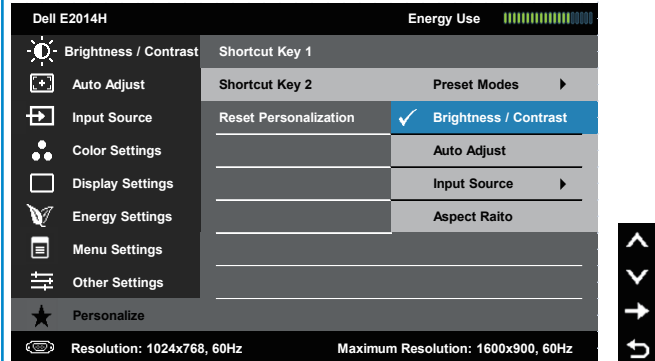 Dell E2014H Energy Use
Brightness / Contrast Shortcut Key 1
Auto Adjust Shortcut Key 2 Preset Modes
Input Source Reset Personalization Brightness / Contrast
Color Settings Auto Adjust
Display Settings Input Source
Energy Settings Aspect Raito
Menu Settings
Other Settings
Personalize
Resolution: 1024x768, 60Hz Maximum Resolution: 1600x900, 60Hz